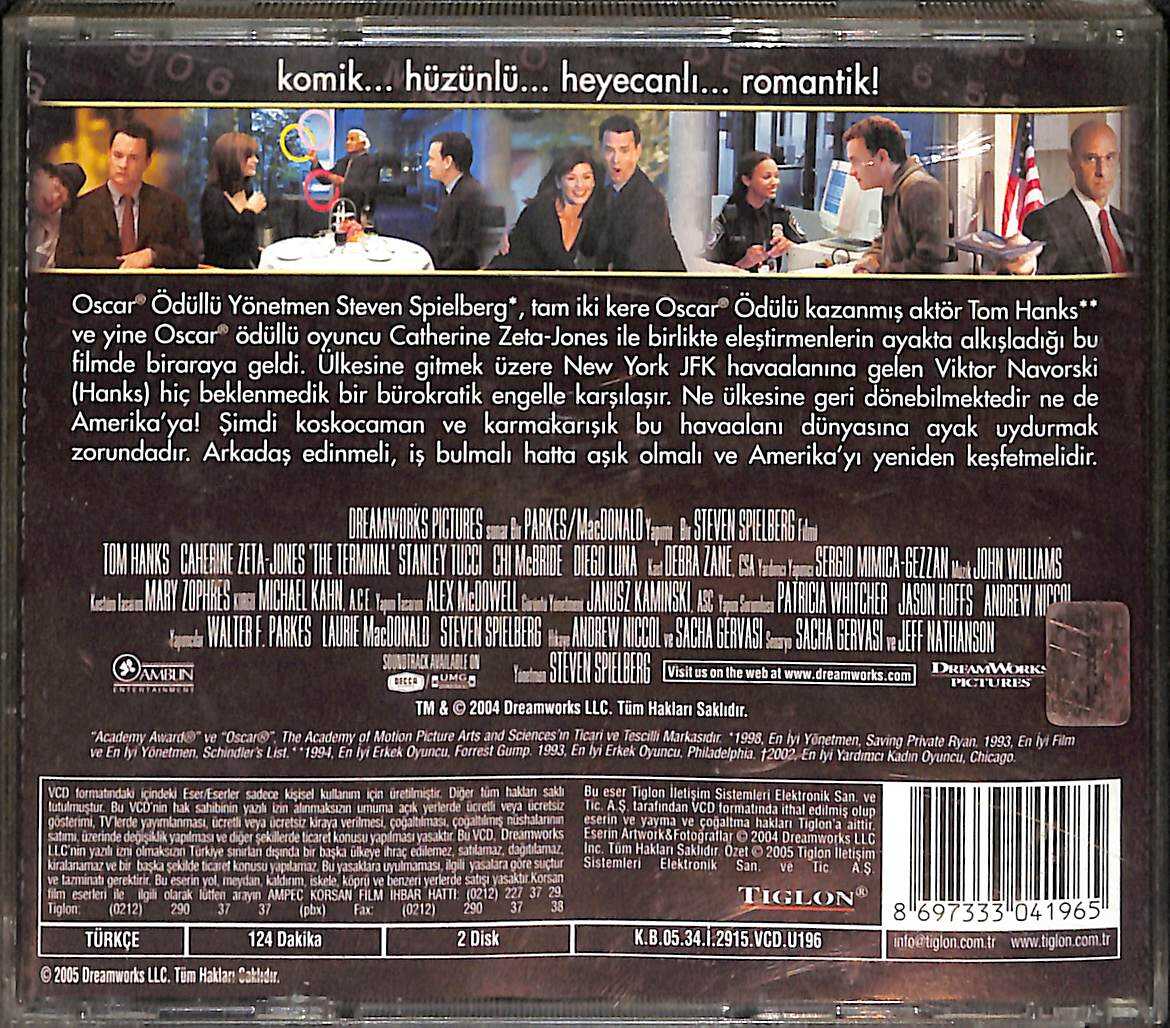 komik... hüzünlü... heyecanlı... romantik!
Oscar® Ödüllü Yönetmen Steven Spielberg*, tam iki kere Oscar® Ödülü kazanmış aktör Tom Hanks**
ve yine Oscar® ödüllü oyuncu Catherine Zeta-Jones ile birlikte eleştirmenlerin ayakta alkışladığı bu
filmde biraraya geldi. Ülkesine gitmek üzere New York JFK havaalanına gelen Viktor Navorski
(Hanks) hiç beklenmedik bir bürokratik engelle karşılaşır. Ne ülkesine geri dönebilmektedir ne de
Amerika'ya! Şimdi koskocaman ve karmakarışık bu havaalanı dünyasına ayak uydurmak
zorundadır. Arkadaş edinmeli, iş bulmalı hatta aşık olmalı ve Amerika'yı yeniden keşfetmelidir.
DREAMWORKS PICTURES sunar Bir PARKES/MacDONALD Yapımı Bir STEVEN SPIELBERG Filmi
TOM HANKS CAHERINE ZETA-JONES 'THE TERMINAL' STANLEY TUCCI CHI McBRIDE DIEGO LUNA Kast DEBRA ZANE, CSA Yardımcı Yapımcı SERGIO MIMICA-GEZZAN Müzik JOHN WILLIAMS
Kostüm Tasarım MARY ZOPHRES KURGU MICHAEL KAHN, A.C.E. Yapım Tasarım ALEX McDOWELL Görüntü Yönetmeni JANUSZ KAMINSKI, ASC Yapım Sorumluları PATRICIA WHITCHER JASON HOFFS ANDREW NICCOL
Yapımcılar WALTER F. PARKES LAURIE MacDONALD STEVEN SPIELBERG Hikaye ANDREW NICCOL ve SACHA GERVASI Senaryo SACHA GERVASI ve JEFF NATHANSON
AMBLIN
ENTERTAINMENT
SOUNDTRACK AVAILABLE ON
DECCA / UMG
Yönetmen STEVEN SPIELBERG
Visit us on the web at www.dreamworks.com
DREAMWORKS
PICTURES
TM & © 2004 Dreamworks LLC. Tüm Hakları Saklıdır.
"Academy Award®" ve "Oscar®", The Academy of Motion Picture Arts and Sciences'ın Ticari ve Tescilli Markasıdır. *1998, En İyi Yönetmen, Saving Private Ryan. 1993, En İyi Film
ve En İyi Yönetmen, Schindler's List. **1994, En İyi Erkek Oyuncu, Forrest Gump. 1993, En İyi Erkek Oyuncu, Philadelphia. †2002, En İyi Yardımcı Kadın Oyuncu, Chicago.
VCD formatındaki içindeki Eser/Eserler sadece kişisel kullanım için üretilmiştir. Diğer tüm hakları saklı
tutulmuştur. Bu VCD'nin hak sahibinin yazılı izin alınmaksızın umuma açık yerlerde ücretli veya ücretsiz
gösterimi, TV'lerde yayımlanması, ücretli veya ücretsiz kiraya verilmesi, çoğaltılması, çoğaltılmış nüshalarının
satımı, üzerinde değişiklik yapılması ve diğer şekillerde ticaret konusu yapılması yasaktır. Bu VCD, Dreamworks
LLC'nin yazılı izni olmaksızın Türkiye sınırları dışında bir başka ülkeye ihraç edilemez, satılamaz, dağıtılamaz,
kiralanamaz ve bir başka şekilde ticaret konusu yapılamaz. Bu yasaklara uyulmaması, ilgili yasalara göre suçtur
ve tazminatı gerektirir. Bu eserin yol, meydan, kaldırım, iskele, köprü ve benzeri yerlerde satışı yasaktır.Korsan
film eserleri ile ilgili olarak lütfen arayın AMPEC KORSAN FİLM İHBAR HATTI: (0212) 227 37 29.
Tiglon: (0212) 290 37 37 (pbx) Fax: (0212) 290 37 38
Bu eser Tiglon İletişim Sistemleri Elektronik San. ve
Tic. A.Ş. tarafından VCD formatında ithal edilmiş olup
eserin ve yayma ve çoğaltma hakları Tiglon'a aittir.
Eserin Artwork&Fotoğraflar © 2004 Dreamworks LLC
Inc. Tüm Hakları Saklıdır. Özet © 2005 Tiglon İletişim
Sistemleri Elektronik San. ve Tic A.Ş.
TIGLON®
8 697333 041965
TÜRKÇE
124 Dakika
2 Disk
K.B.05.34.İ.2915.VCD.U196
info@tiglon.com.tr www.tiglon.com.tr
© 2005 Dreamworks LLC. Tüm Hakları Saklıdır.